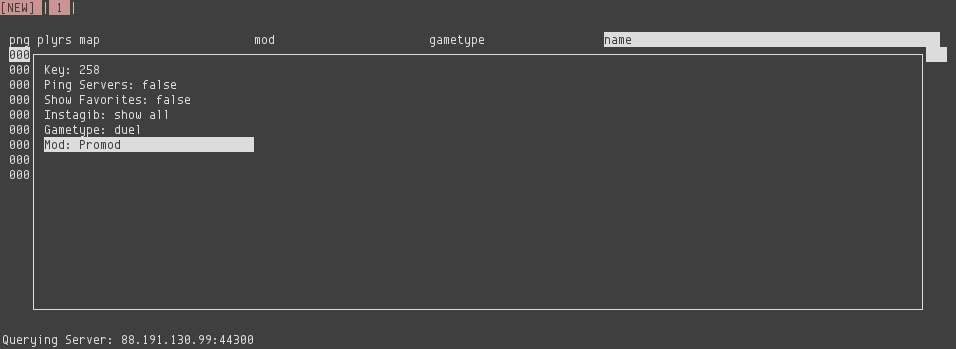 [NEW] | 1 |
png plyrs map mod gametype name
000
000 Key: 258
000 Ping Servers: false
000 Show Favorites: false
000 Instagib: show all
000 Gametype: duel
000 Mod: Promod
000
000
Querying Server: 88.191.130.99:44300